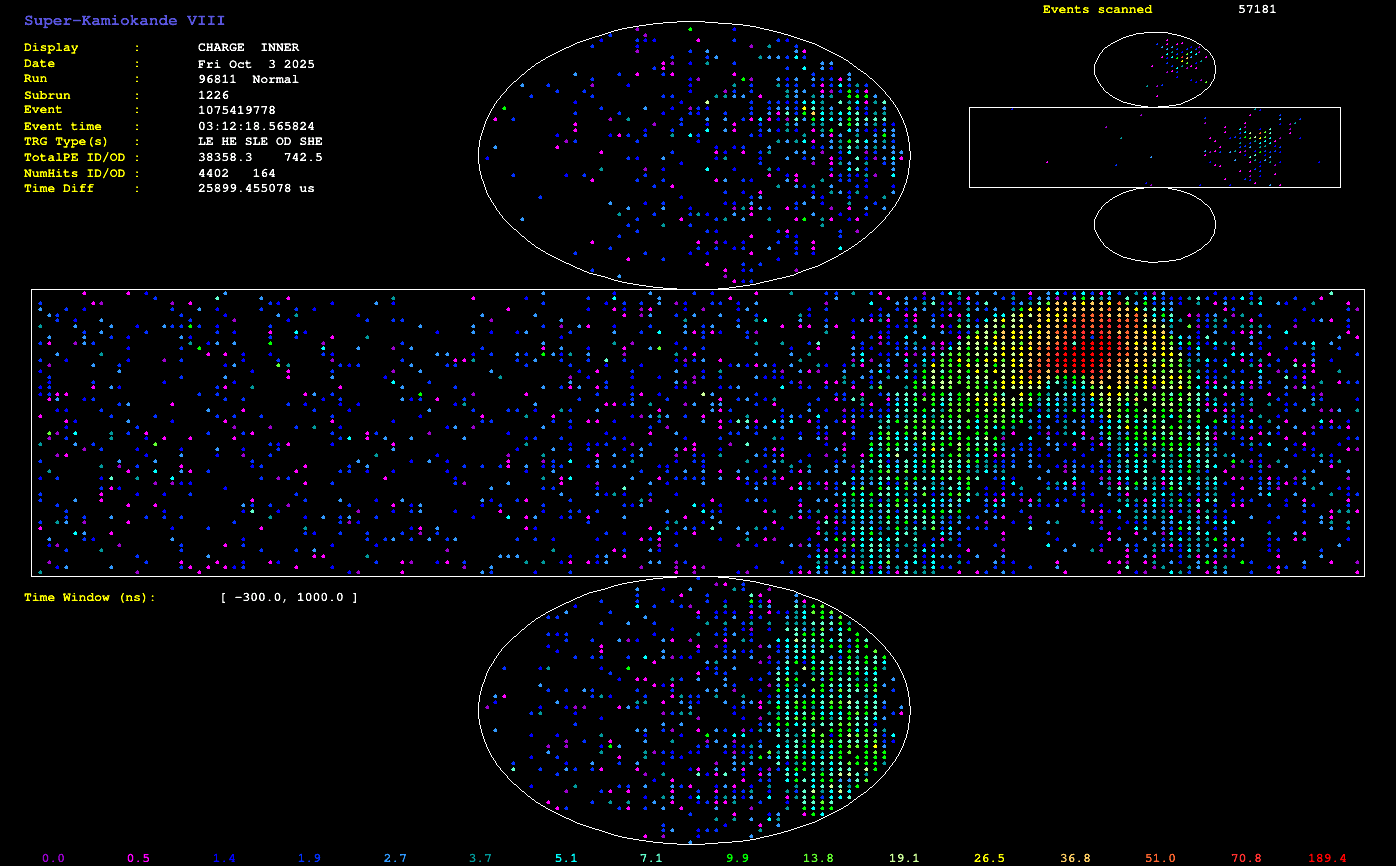 Super-Kamiokande VIII
Display : CHARGE INNER
Date : Fri Oct 3 2025
Run : 96811 Normal
Subrun : 1226
Event : 1075419778
Event time : 03:12:18.565824
TRG Type(s) : LE HE SLE OD SHE
TotalPE ID/OD : 38358.3 742.5
NumHits ID/OD : 4402 164
Time Diff : 25899.455078 us
Events scanned 57181
Time Window (ns): [ -300.0, 1000.0 ]
0.0 0.5 1.4 1.9 2.7 3.7 5.1 7.1 9.9 13.8 19.1 26.5 36.8 51.0 70.8 189.4